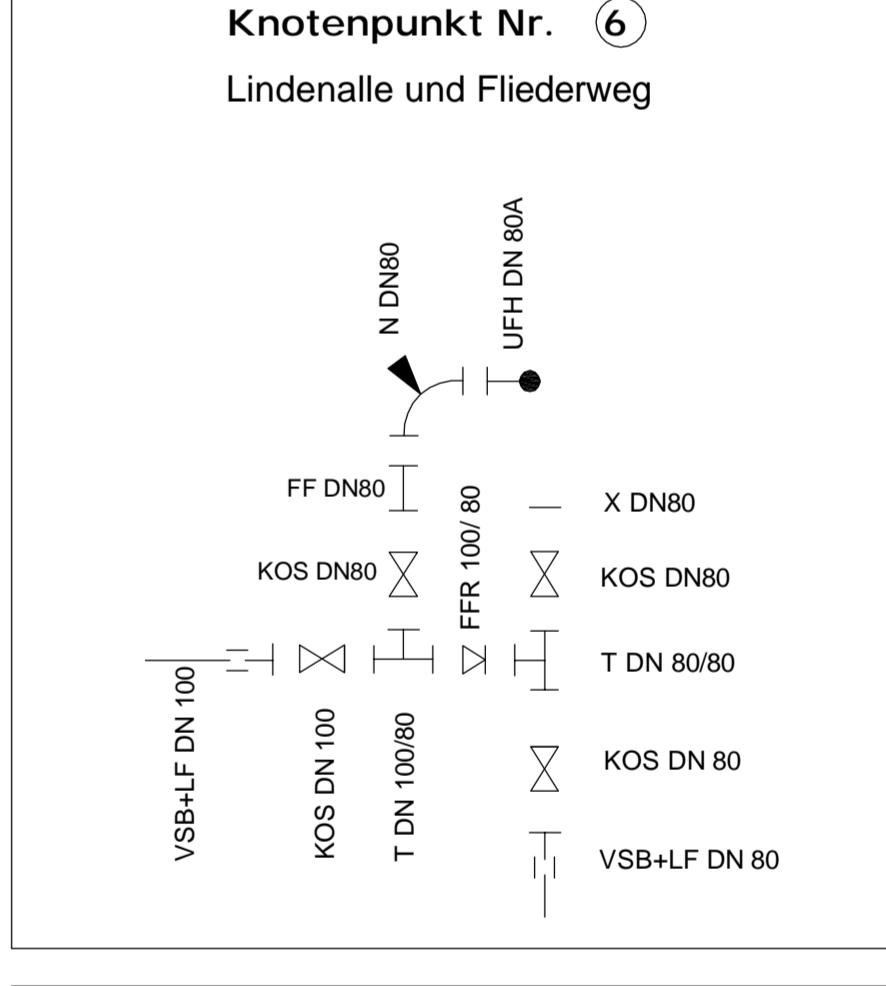 Knotenpunkt Nr. 6
Lindenalle und Fliederweg
N DN80
UFH DN 80A
FF DN80
FFR 100/ 80
X DN80
KOS DN80
KOS DN80
T DN 80/80
VSB+LF DN 100
KOS DN 100
T DN 100/80
KOS DN 80
VSB+LF DN 80